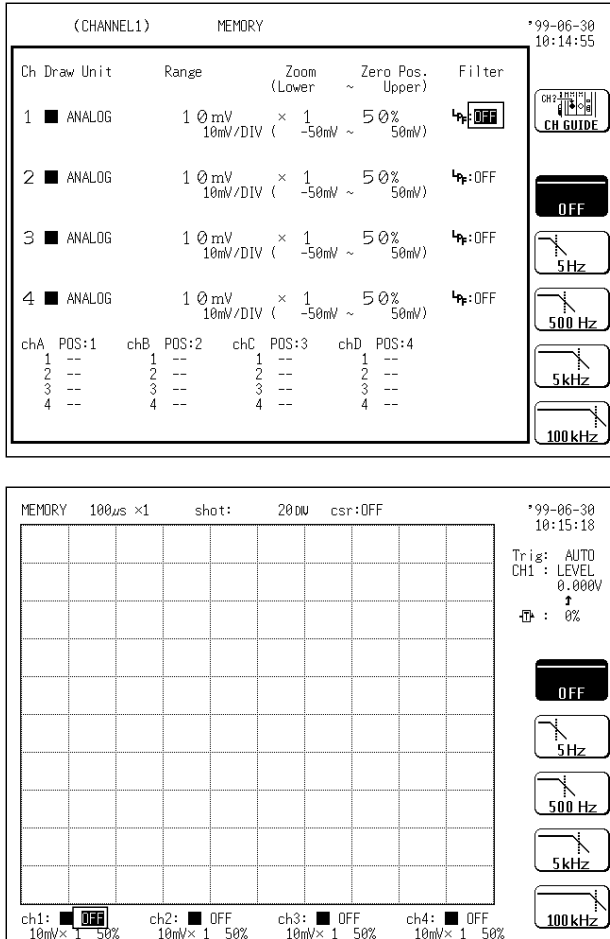 (CHANNEL1) MEMORY '99-06-30
10:14:55
Ch Draw Unit Range Zoom Zero Pos. Filter
(Lower ~ Upper)
1 ANALOG 10mV × 1 50% LPF:OFF
10mV/DIV ( -50mV ~ 50mV)
2 ANALOG 10mV × 1 50% LPF:OFF
10mV/DIV ( -50mV ~ 50mV)
3 ANALOG 10mV × 1 50% LPF:OFF
10mV/DIV ( -50mV ~ 50mV)
4 ANALOG 10mV × 1 50% LPF:OFF
10mV/DIV ( -50mV ~ 50mV)
chA POS:1 chB POS:2 chC POS:3 chD POS:4
1 -- 1 -- 1 -- 1 --
2 -- 2 -- 2 -- 2 --
3 -- 3 -- 3 -- 3 --
4 -- 4 -- 4 -- 4 --
CH GUIDE
OFF
5Hz
500 Hz
5kHz
100kHz
MEMORY 100µs ×1 shot: 20DIV csr:OFF '99-06-30
10:15:18
Trig: AUTO
CH1 : LEVEL
0.000V
↑
T : 0%
OFF
5Hz
500 Hz
5kHz
100kHz
ch1: OFF ch2: OFF ch3: OFF ch4: OFF
10mV× 1 50% 10mV× 1 50% 10mV× 1 50% 10mV× 1 50%